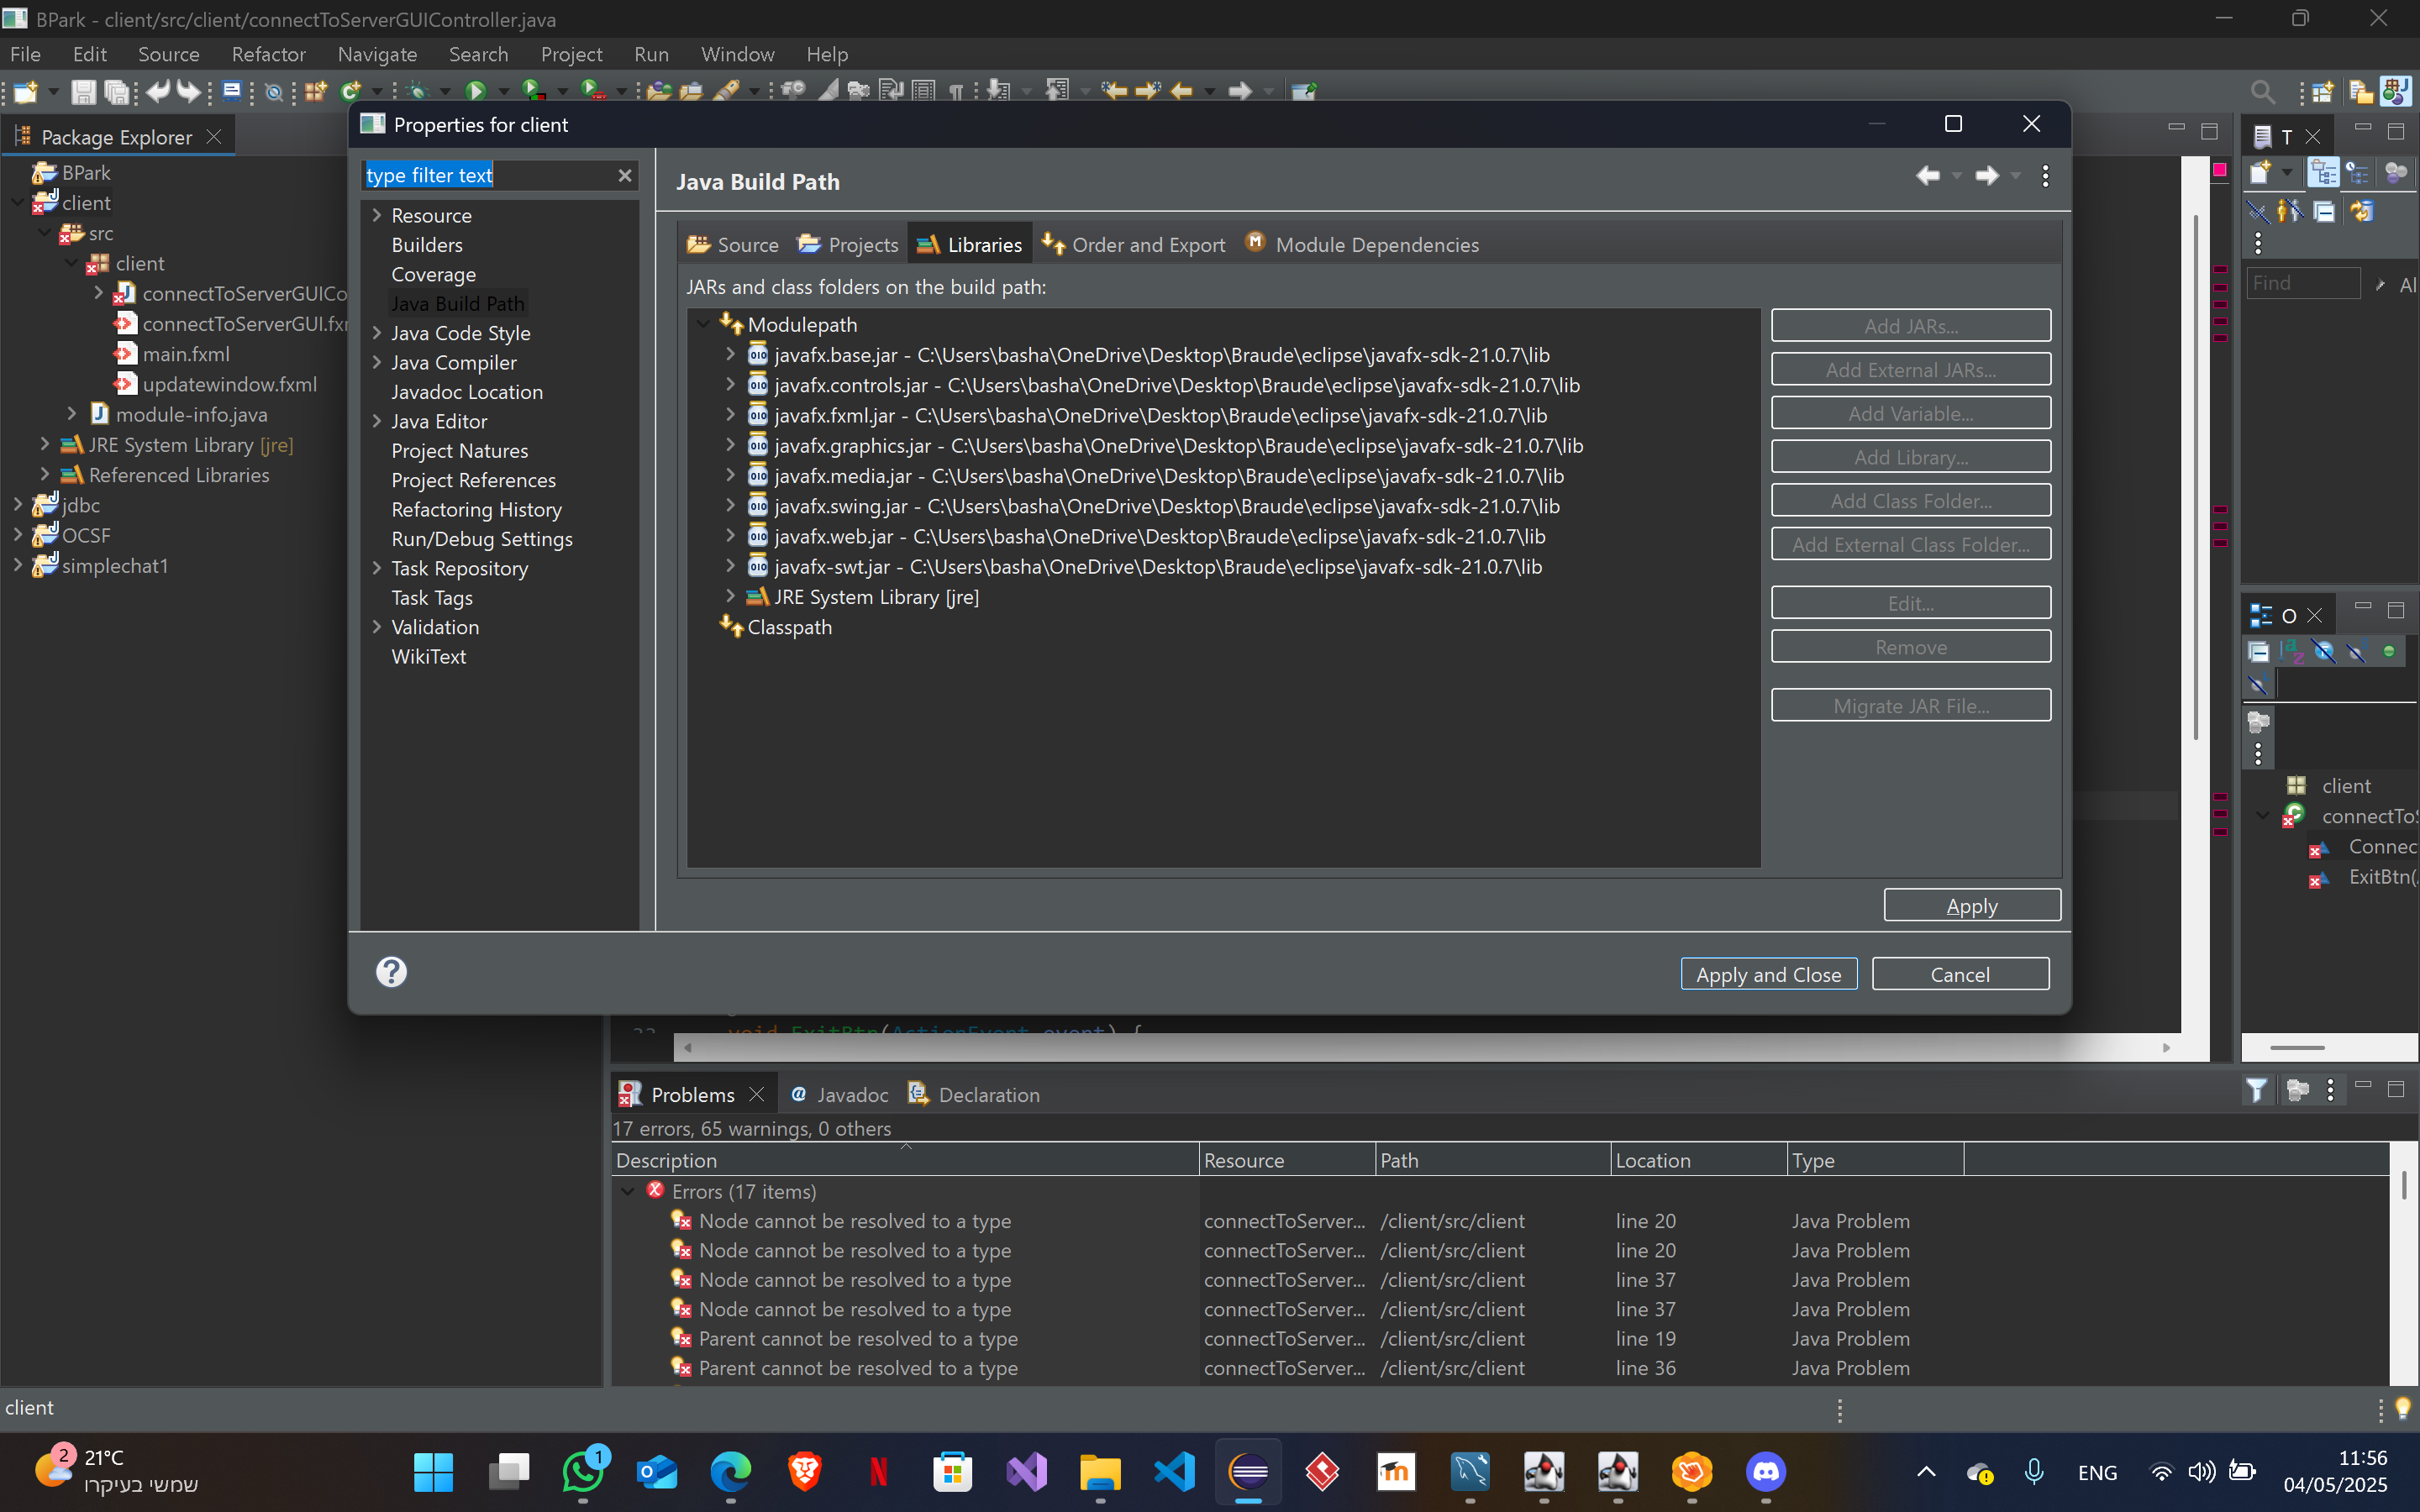 BPark - client/src/client/connectToServerGUIController.java
File Edit Source Refactor Navigate Search Project Run Window Help
Package Explorer
BPark
client
src
client
connectToServerGUICo
connectToServerGUI.fxr
main.fxml
updatewindow.fxml
module-info.java
JRE System Library [jre]
Referenced Libraries
jdbc
OCSF
simplechat1
Properties for client
type filter text
Resource
Builders
Coverage
Java Build Path
Java Code Style
Java Compiler
Javadoc Location
Java Editor
Project Natures
Project References
Refactoring History
Run/Debug Settings
Task Repository
Task Tags
Validation
WikiText
Java Build Path
Source Projects Libraries Order and Export Module Dependencies
JARs and class folders on the build path:
Modulepath
javafx.base.jar - C:\Users\basha\OneDrive\Desktop\Braude\eclipse\javafx-sdk-21.0.7\lib
javafx.controls.jar - C:\Users\basha\OneDrive\Desktop\Braude\eclipse\javafx-sdk-21.0.7\lib
javafx.fxml.jar - C:\Users\basha\OneDrive\Desktop\Braude\eclipse\javafx-sdk-21.0.7\lib
javafx.graphics.jar - C:\Users\basha\OneDrive\Desktop\Braude\eclipse\javafx-sdk-21.0.7\lib
javafx.media.jar - C:\Users\basha\OneDrive\Desktop\Braude\eclipse\javafx-sdk-21.0.7\lib
javafx.swing.jar - C:\Users\basha\OneDrive\Desktop\Braude\eclipse\javafx-sdk-21.0.7\lib
javafx.web.jar - C:\Users\basha\OneDrive\Desktop\Braude\eclipse\javafx-sdk-21.0.7\lib
javafx-swt.jar - C:\Users\basha\OneDrive\Desktop\Braude\eclipse\javafx-sdk-21.0.7\lib
JRE System Library [jre]
Classpath
Add JARs...
Add External JARs...
Add Variable...
Add Library...
Add Class Folder...
Add External Class Folder...
Edit...
Remove
Migrate JAR File...
Apply
Apply and Close
Cancel
T
Find
Al
O
client
connectTo
Connec
ExitBtn(
void ExitBtn(ActionEvent event) {
Problems Javadoc Declaration
17 errors, 65 warnings, 0 others
Description Resource Path Location Type
Errors (17 items)
Node cannot be resolved to a type connectToServer... /client/src/client line 20 Java Problem
Node cannot be resolved to a type connectToServer... /client/src/client line 20 Java Problem
Node cannot be resolved to a type connectToServer... /client/src/client line 37 Java Problem
Node cannot be resolved to a type connectToServer... /client/src/client line 37 Java Problem
Parent cannot be resolved to a type connectToServer... /client/src/client line 19 Java Problem
Parent cannot be resolved to a type connectToServer... /client/src/client line 36 Java Problem
client
2
21°C
שמשי בעיקרו
1
ENG
11:56
04/05/2025